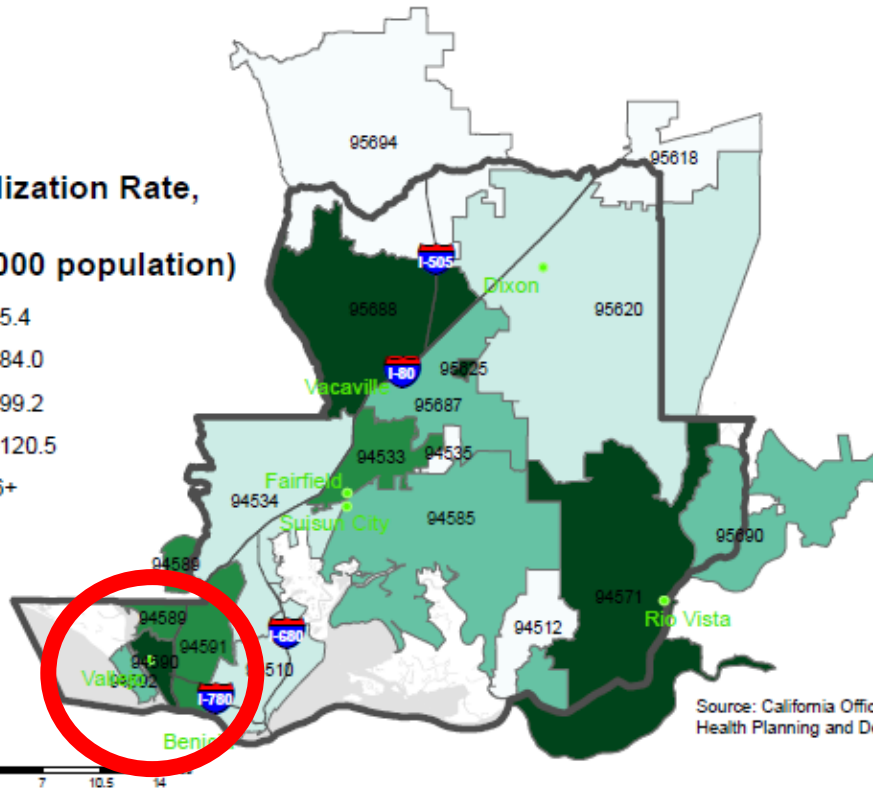 lization Rate,
000 population)
5.4
84.0
99.2
120.5
6+
95694
95618
I-505
Dixon
95688
95620
I-80
95625
Vacaville
95687
94533
94535
Fairfield
94534
Suisun City
94585
95690
94589
94571
94589
Rio Vista
I-680
94512
94591
94590
I-780
Source: California Offic
Health Planning and De
7 10.5 14